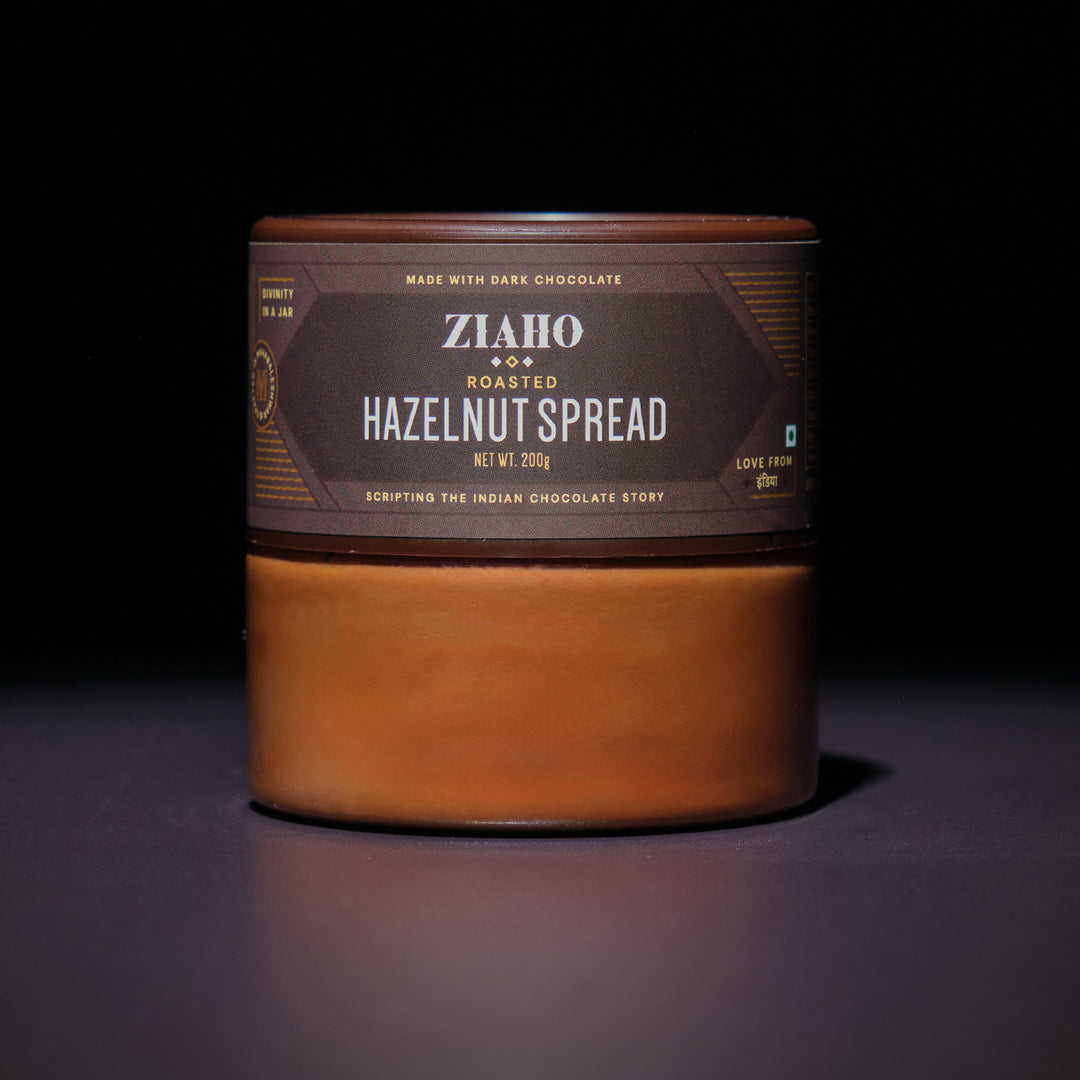 MADE WITH DARK CHOCOLATE
DIVINITY
IN A JAR
ZIAHO
ROASTED
HAZELNUT SPREAD
NET WT. 200g
LOVE FROM
इंडिया
SCRIPTING THE INDIAN CHOCOLATE STORY